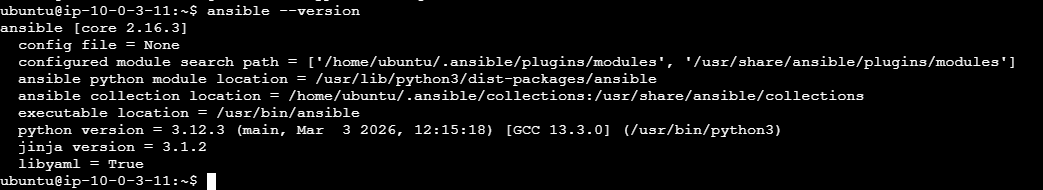 ubuntu@ip-10-0-3-11:~$ ansible --version
ansible [core 2.16.3]
  config file = None
  configured module search path = ['/home/ubuntu/.ansible/plugins/modules', '/usr/share/ansible/plugins/modules']
  ansible python module location = /usr/lib/python3/dist-packages/ansible
  ansible collection location = /home/ubuntu/.ansible/collections:/usr/share/ansible/collections
  executable location = /usr/bin/ansible
  python version = 3.12.3 (main, Mar  3 2026, 12:15:18) [GCC 13.3.0] (/usr/bin/python3)
  jinja version = 3.1.2
  libyaml = True
ubuntu@ip-10-0-3-11:~$